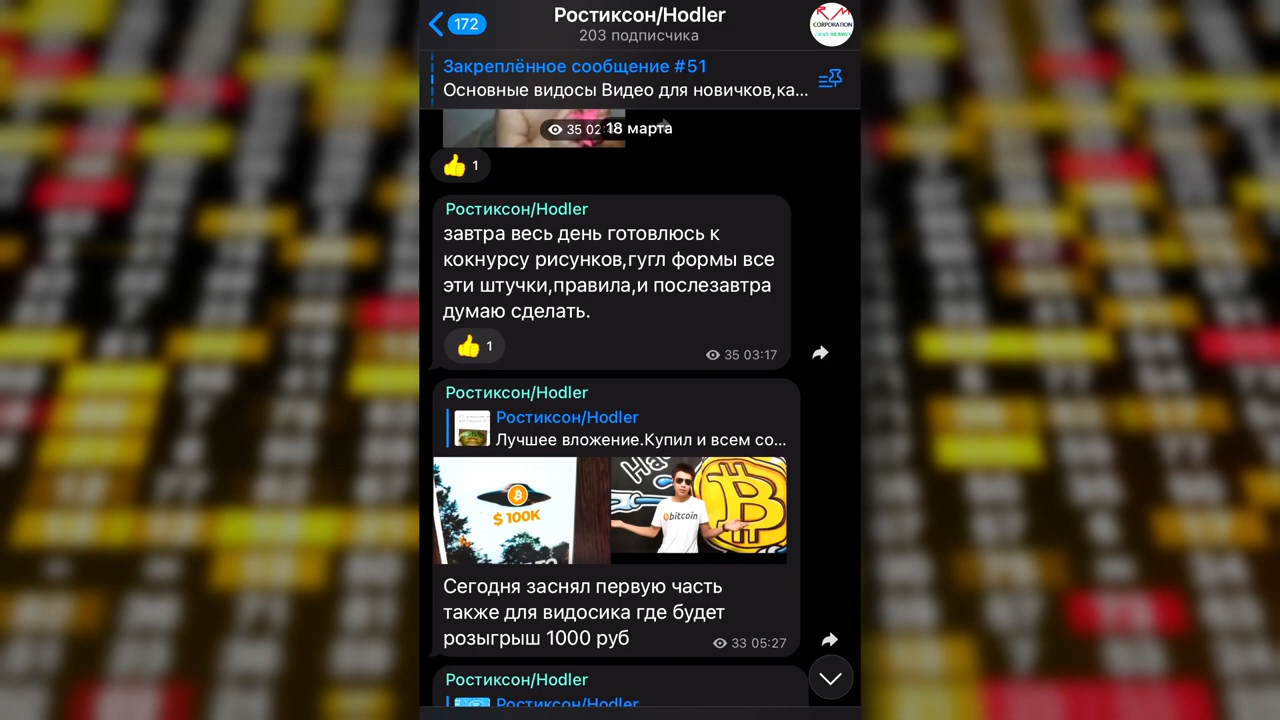 172
Ростиксон/Hodler
203 подписчика
CORPORATION
Закреплённое сообщение #51
Основные видосы Видео для новичков,ка...
35 02
18 марта
1
Ростиксон/Hodler
завтра весь день готовлюсь к
кокнурсу рисунков,гугл формы все
эти штучки,правила,и послезавтра
думаю сделать.
1
35 03:17
Ростиксон/Hodler
Ростиксон/Hodler
Лучшее вложение.Купил и всем со...
$ 100K
bitcoin
Сегодня заснял первую часть
также для видосика где будет
розыгрыш 1000 руб
33 05:27
Ростиксон/Hodler
Ростиксон/Hodler